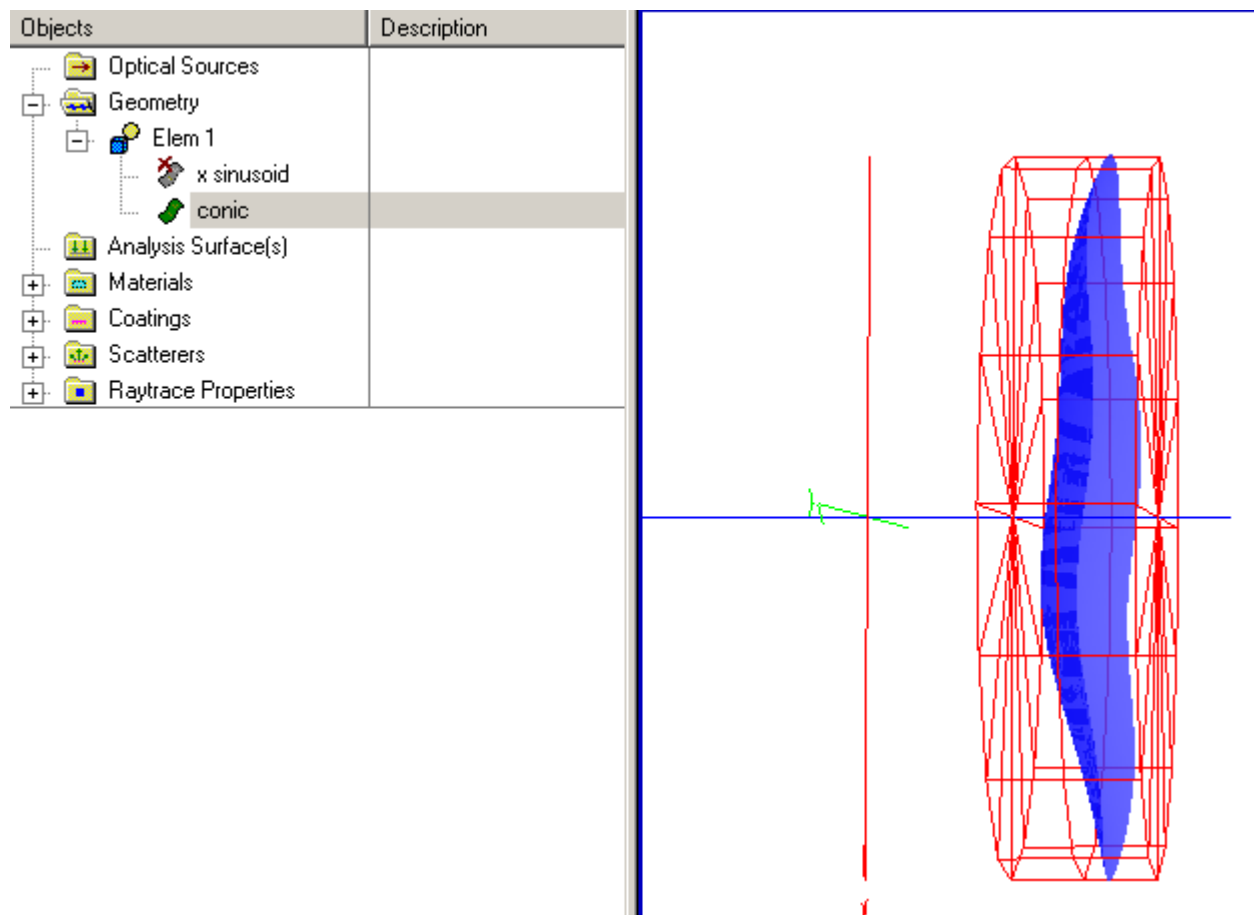 Objects Description
Optical Sources
Geometry
Elem 1
x sinusoid
conic
Analysis Surface(s)
Materials
Coatings
Scatterers
Raytrace Properties